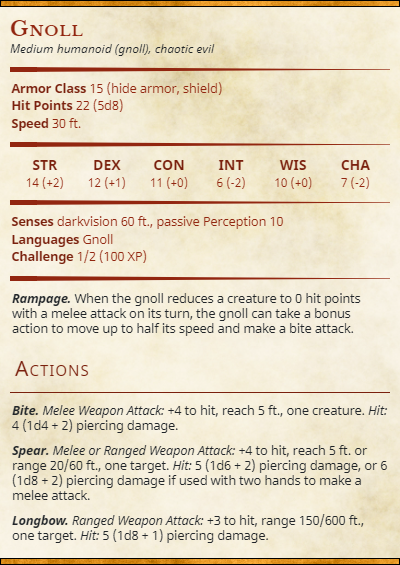 Gnoll
Medium humanoid (gnoll), chaotic evil
Armor Class 15 (hide armor, shield)
Hit Points 22 (5d8)
Speed 30 ft.
STR DEX CON INT WIS CHA
14 (+2) 12 (+1) 11 (+0) 6 (-2) 10 (+0) 7 (-2)
Senses darkvision 60 ft., passive Perception 10
Languages Gnoll
Challenge 1/2 (100 XP)
Rampage. When the gnoll reduces a creature to 0 hit points
with a melee attack on its turn, the gnoll can take a bonus
action to move up to half its speed and make a bite attack.
Actions
Bite. Melee Weapon Attack: +4 to hit, reach 5 ft., one creature. Hit:
4 (1d4 + 2) piercing damage.
Spear. Melee or Ranged Weapon Attack: +4 to hit, reach 5 ft. or
range 20/60 ft., one target. Hit: 5 (1d6 + 2) piercing damage, or 6
(1d8 + 2) piercing damage if used with two hands to make a
melee attack.
Longbow. Ranged Weapon Attack: +3 to hit, range 150/600 ft.,
one target. Hit: 5 (1d8 + 1) piercing damage.